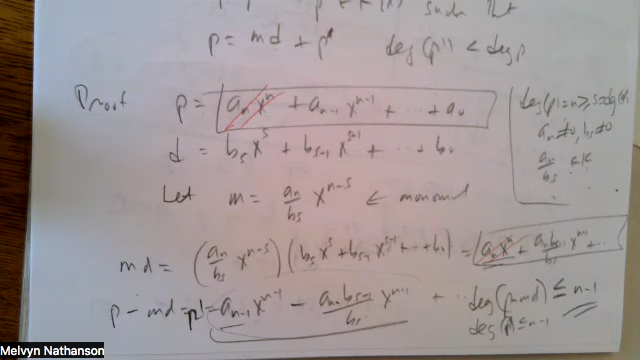 such that
p = md + p' deg(p') < deg p
Proof p = a_n x^n + a_{n-1} x^{n-1} + ... + a_0
deg(p) = n ≥ s = deg(d)
a_n ≠ 0, b_s ≠ 0
a_n/b_s ∈ K
d = b_s x^s + b_{s-1} x^{s-1} + ... + b_0
Let m = a_n/b_s x^{n-s} ← monomial
md = (a_n/b_s x^{n-s}) (b_s x^s + b_{s-1} x^{s-1} + ... + b_0) = a_n x^n + a_n b_{s-1}/b_s x^{n-1} + ...
p - md = p' = a_{n-1} x^{n-1} - a_n b_{s-1}/b_s x^{n-1} + ... deg(p-md) ≤ n-1
deg(p') ≤ n-1
Melvyn Nathanson